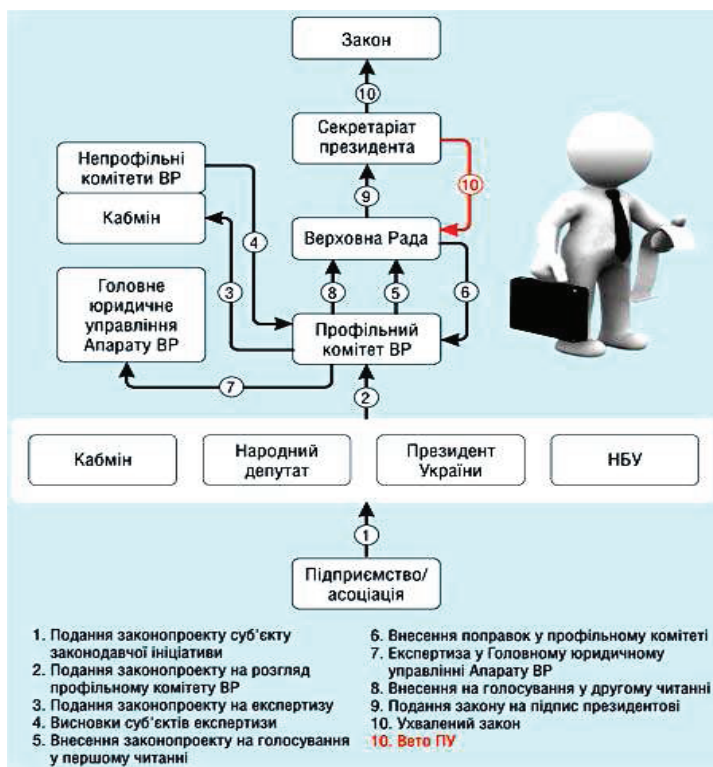 Закон
10
Секретаріат
президента
10
9
Непрофільні
комітети ВР
Кабмін
4
3
Верховна Рада
8
5
6
Головне
юридичне
управління
Апарату ВР
Профільний
комітет ВР
7
2
Кабмін
Народний
депутат
Президент
України
НБУ
1
Підприємство/
асоціація
1. Подання законопроекту суб'єкту
законодавчої ініціативи
2. Подання законопроекту на розгляд
профільному комітету ВР
3. Подання законопроекту на експертизу
4. Висновки суб'єктів експертизи
5. Внесення законопроекту на голосування
у першому читанні
6. Внесення поправок у профільному комітеті
7. Експертиза у Головному юридичному
управлінні Апарату ВР
8. Внесення на голосування у другому читанні
9. Подання закону на підпис президентові
10. Ухвалений закон
10. Вето ПУ